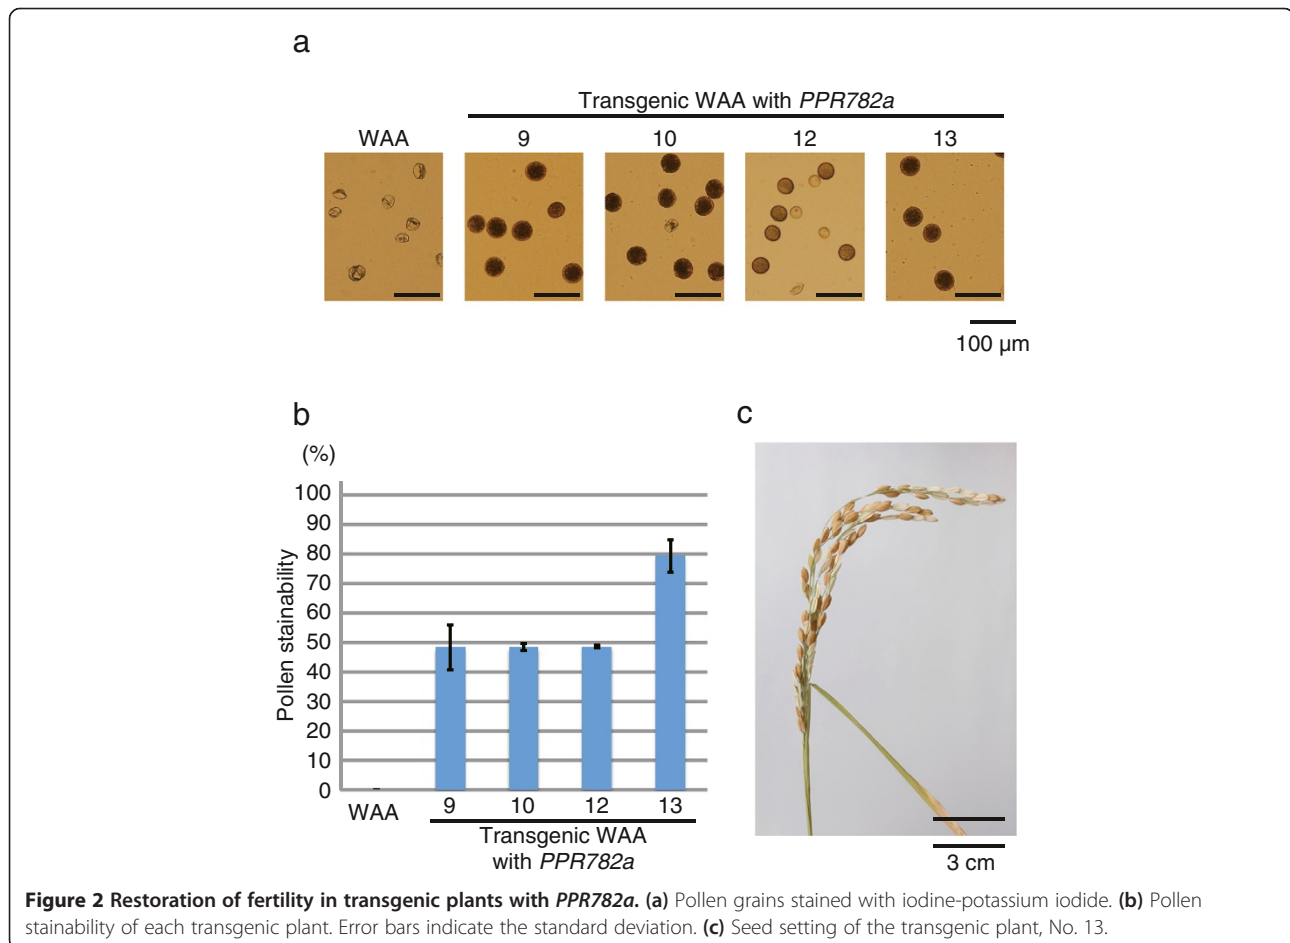 a
Transgenic WAA with PPR782a
WAA 9 10 12 13
100 µm
b
(%)
100
90
80
70
60
50
40
30
20
10
0
Pollen stainability
WAA 9 10 12 13
Transgenic WAA
with PPR782a
c
3 cm
Figure 2 Restoration of fertility in transgenic plants with PPR782a. (a) Pollen grains stained with iodine-potassium iodide. (b) Pollen
stainability of each transgenic plant. Error bars indicate the standard deviation. (c) Seed setting of the transgenic plant, No. 13.